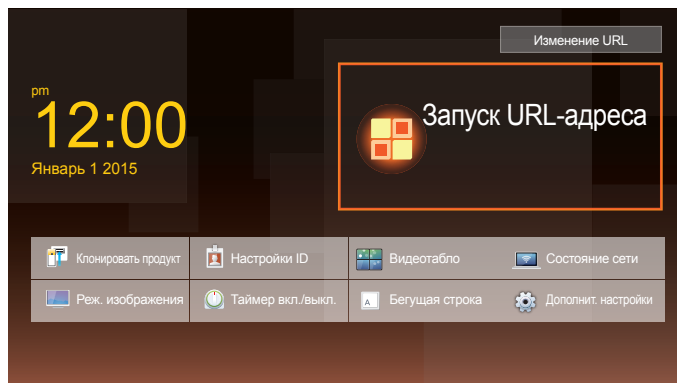 Изменение URL
pm
12:00
Январь 1 2015
Запуск URL-адреса
Клонировать продукт
Настройки ID
Видеотабло
Состояние сети
Реж. изображения
Таймер вкл./выкл.
A
Бегущая строка
Дополнит. настройки